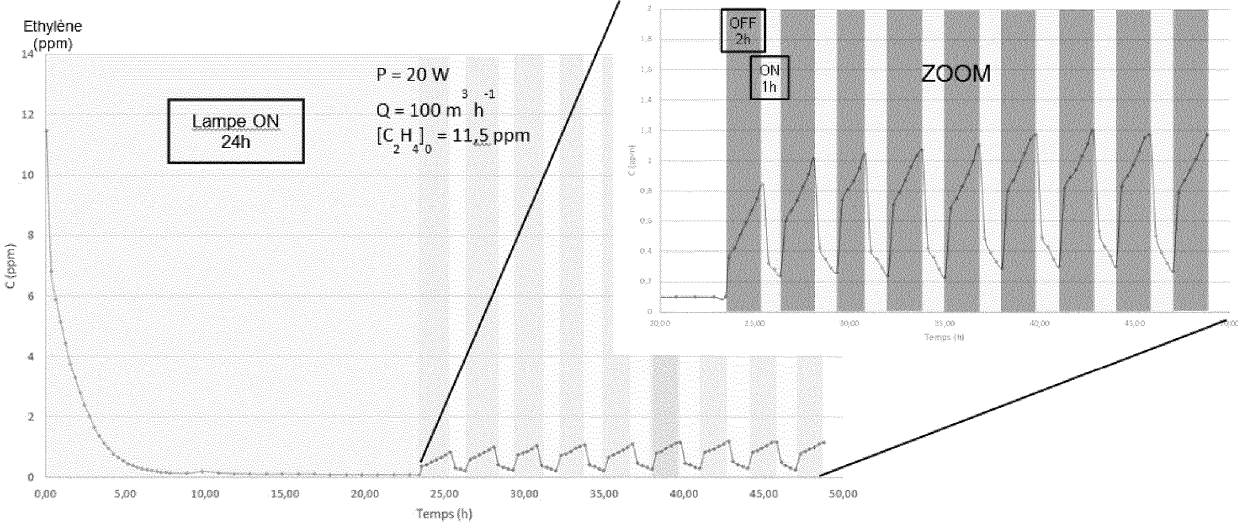 Ethylène
(ppm)
14
12
10
8
6
4
2
0
C (ppm)
Lampe ON
24h
P = 20 W
Q = 100 m³ h⁻¹
[C₂H₄]₀ = 11,5 ppm
0,00 5,00 10,00 15,00 20,00 25,00 30,00 35,00 40,00 45,00 50,00
Temps (h)
2
1,8
1,6
1,4
1,2
1
0,8
0,6
0,4
0,2
0
C (ppm)
OFF
2h
ON
1h
ZOOM
20,00 25,00 30,00 35,00 40,00 45,00
Temps (h)